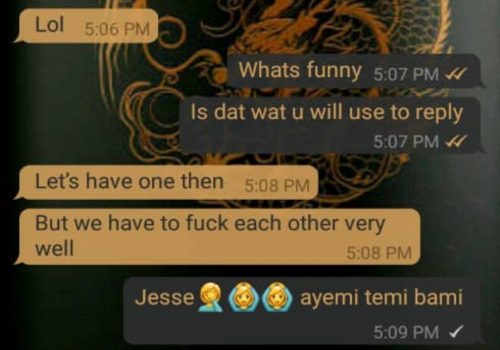 Lol 5:06 PM
Whats funny 5:07 PM
Is dat wat u will use to reply
5:07 PM
Let's have one then 5:08 PM
But we have to fuck each other very
well 5:08 PM
Jesse🤦‍♀️🙆‍♀️🙆‍♀️ ayemi temi bami
5:09 PM